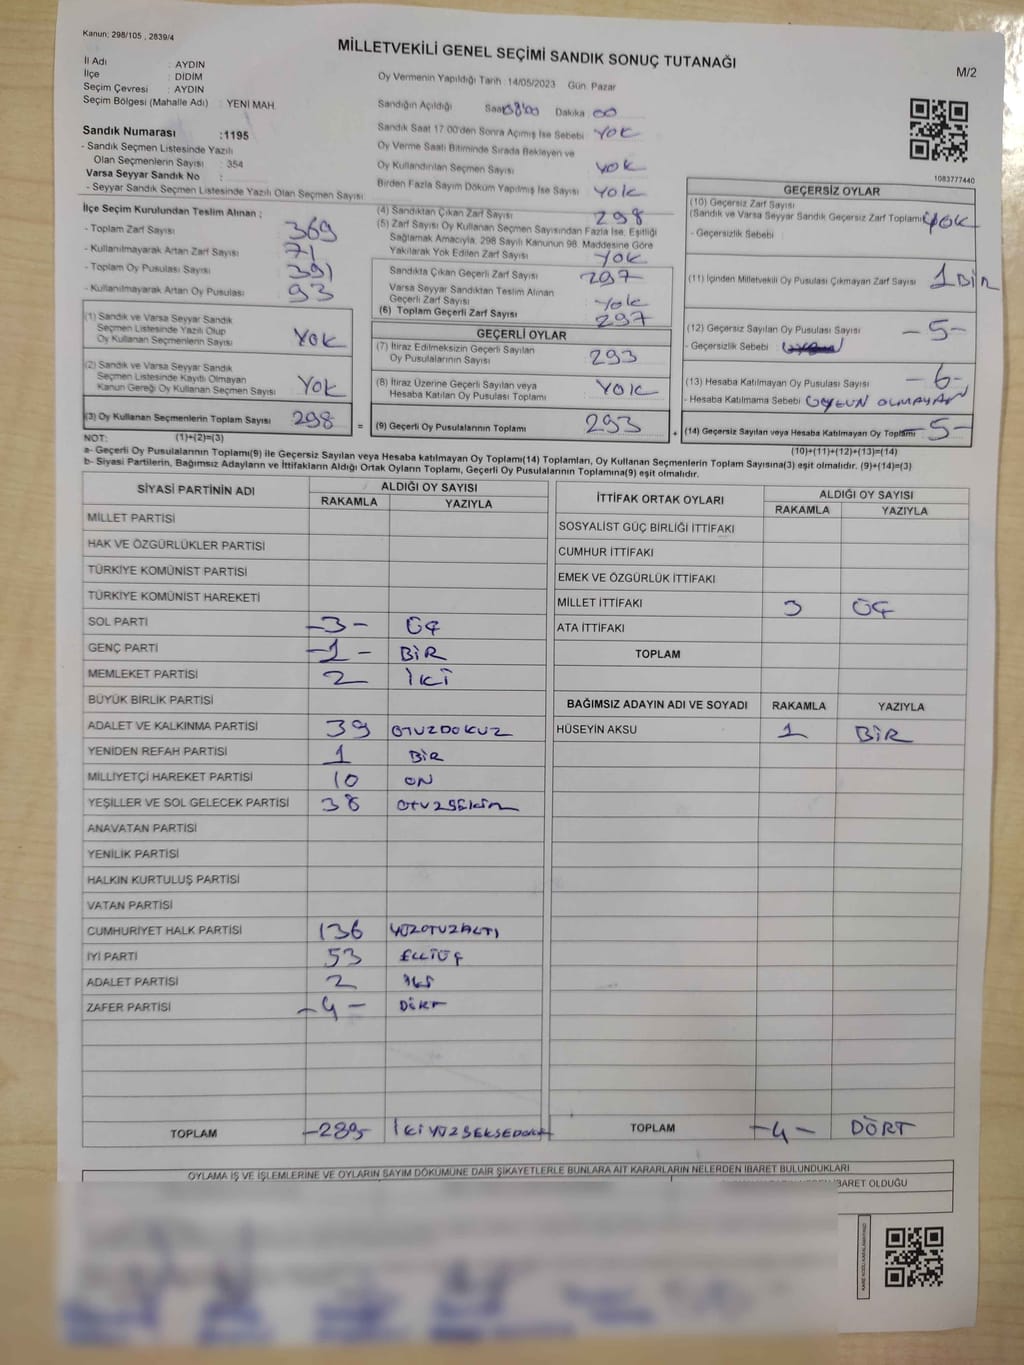 Kanun: 298/105 , 2839/4
MİLLETVEKİLİ GENEL SEÇİMİ SANDIK SONUÇ TUTANAĞI
M/2
İl Adı : AYDIN
İlçe : DİDİM
Seçim Çevresi : AYDIN
Seçim Bölgesi (Mahalle Adı) : YENİ MAH.
Sandık Numarası :1195
- Sandık Seçmen Listesinde Yazılı
Olan Seçmenlerin Sayısı : 354
Varsa Seyyar Sandık No :
- Seyyar Sandık Seçmen Listesinde Yazılı Olan Seçmen Sayısı
Oy Vermenin Yapıldığı Tarih :14/05/2023 Gün: Pazar
Sandığın Açıldığı Saat 08:00 Dakika 00
Sandık Saat 17:00'den Sonra Açımış İse Sebebi YOK
Oy Verme Saati Bitiminde Sırada Bekleyen ve
Oy Kullandırılan Seçmen Sayısı YOK
Birden Fazla Sayım Döküm Yapılmış İse Sayısı YOK
1083777440
İlçe Seçim Kurulundan Teslim Alınan ;
- Toplam Zarf Sayısı 369
- Kullanılmayarak Artan Zarf Sayısı 71
- Toplam Oy Pusulası Sayısı 391
- Kullanılmayarak Artan Oy Pusulası 93
(1) Sandık ve Varsa Seyyar Sandık
Seçmen Listesinde Yazılı Olup
Oy Kullanan Seçmenlerin Sayısı YOK
(2) Sandık ve Varsa Seyyar Sandık
Seçmen Listesinde Kayıtlı Olmayan
Kanun Gereği Oy Kullanan Seçmen Sayısı YOK
(3) Oy Kullanan Seçmenlerin Toplam Sayısı 298 =
(4) Sandıktan Çıkan Zarf Sayısı 298
(5) Zarf Sayısı Oy Kullanan Seçmen Sayısından Fazla İse, Eşitliği
Sağlamak Amacıyla, 298 Sayılı Kanunun 98. Maddesine Göre
Yakılarak Yok Edilen Zarf Sayısı YOK
Sandıkta Çıkan Geçerli Zarf Sayısı 297
Varsa Seyyar Sandıktan Teslim Alınan
Geçerli Zarf Sayısı Yok
(6) Toplam Geçerli Zarf Sayısı 297
GEÇERLİ OYLAR
(7) İtiraz Edilmeksizin Geçerli Sayılan
Oy Pusulalarının Sayısı 293
(8) İtiraz Üzerine Geçerli Sayılan veya
Hesaba Katılan Oy Pusulası Toplamı YOK
(9) Geçerli Oy Pusulalarının Toplamı 293 +
GEÇERSİZ OYLAR
(10) Geçersiz Zarf Sayısı
(Sandık ve Varsa Seyyar Sandık Geçersiz Zarf Toplamı) YOK
- Geçersizlik Sebebi :
(11) İçinden Milletvekili Oy Pusulası Çıkmayan Zarf Sayısı 1 BİR
(12) Geçersiz Sayılan Oy Pusulası Sayısı -5-
- Geçersizlik Sebebi :
(13) Hesaba Katılmayan Oy Pusulası Sayısı -6-
- Hesaba Katılmama Sebebi : UYGUN OLMAYAN
(14) Geçersiz Sayılan veya Hesaba Katılmayan Oy Toplamı -5-
NOT: (1)+(2)=(3) (10)+(11)+(12)+(13)=(14)
a- Geçerli Oy Pusulalarının Toplamı(9) ile Geçersiz Sayılan veya Hesaba katılmayan Oy Toplamı(14) Toplamları, Oy Kullanan Seçmenlerin Toplam Sayısına(3) eşit olmalıdır. (9)+(14)=(3)
b- Siyasi Partilerin, Bağımsız Adayların ve İttifakların Aldığı Ortak Oyların Toplamı, Geçerli Oy Pusulalarının Toplamına(9) eşit olmalıdır.
SİYASİ PARTİNİN ADI ALDIĞI OY SAYISI
RAKAMLA YAZIYLA
MİLLET PARTİSİ
HAK VE ÖZGÜRLÜKLER PARTİSİ
TÜRKİYE KOMÜNİST PARTİSİ
TÜRKİYE KOMÜNİST HAREKETİ
SOL PARTİ -3- ÜÇ
GENÇ PARTİ -1- BİR
MEMLEKET PARTİSİ 2 İKİ
BÜYÜK BİRLİK PARTİSİ
ADALET VE KALKINMA PARTİSİ 39 OTUZDOKUZ
YENİDEN REFAH PARTİSİ 1 BİR
MİLLİYETÇİ HAREKET PARTİSİ 10 ON
YEŞİLLER VE SOL GELECEK PARTİSİ 38 OTUZSEKİZ
ANAVATAN PARTİSİ
YENİLİK PARTİSİ
HALKIN KURTULUŞ PARTİSİ
VATAN PARTİSİ
CUMHURİYET HALK PARTİSİ 136 YÜZOTUZALTI
İYİ PARTİ 53 ELLİÜÇ
ADALET PARTİSİ 2 İKİ
ZAFER PARTİSİ -4- DÖRT
TOPLAM -289-
İTTİFAK ORTAK OYLARI ALDIĞI OY SAYISI
RAKAMLA YAZIYLA
SOSYALİST GÜÇ BİRLİĞİ İTTİFAKI
CUMHUR İTTİFAKI
EMEK VE ÖZGÜRLÜK İTTİFAKI
MİLLET İTTİFAKI 3 ÜÇ
ATA İTTİFAKI
TOPLAM
BAĞIMSIZ ADAYIN ADI VE SOYADI RAKAMLA YAZIYLA
HÜSEYİN AKSU 1 BİR
TOPLAM -4- DÖRT
OYLAMA İŞ VE İŞLEMLERİNE VE OYLARIN SAYIM DÖKÜMÜNE DAİR ŞİKAYETLERLE BUNLARA AİT KARARLARIN NELERDEN İBARET BULUNDUKLARI
İBARET OLDUĞU
KARE KODU KARALAMAYINIZ